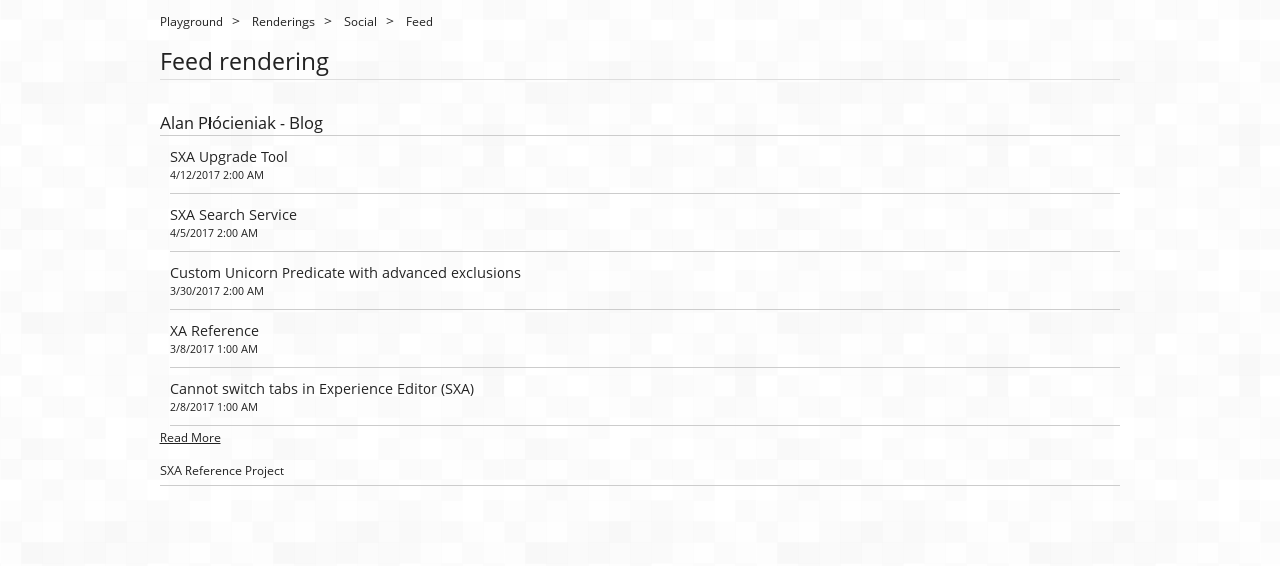 Playground > Renderings > Social > Feed
Feed rendering
Alan Płócieniak - Blog
SXA Upgrade Tool
4/12/2017 2:00 AM
SXA Search Service
4/5/2017 2:00 AM
Custom Unicorn Predicate with advanced exclusions
3/30/2017 2:00 AM
XA Reference
3/8/2017 1:00 AM
Cannot switch tabs in Experience Editor (SXA)
2/8/2017 1:00 AM
Read More
SXA Reference Project